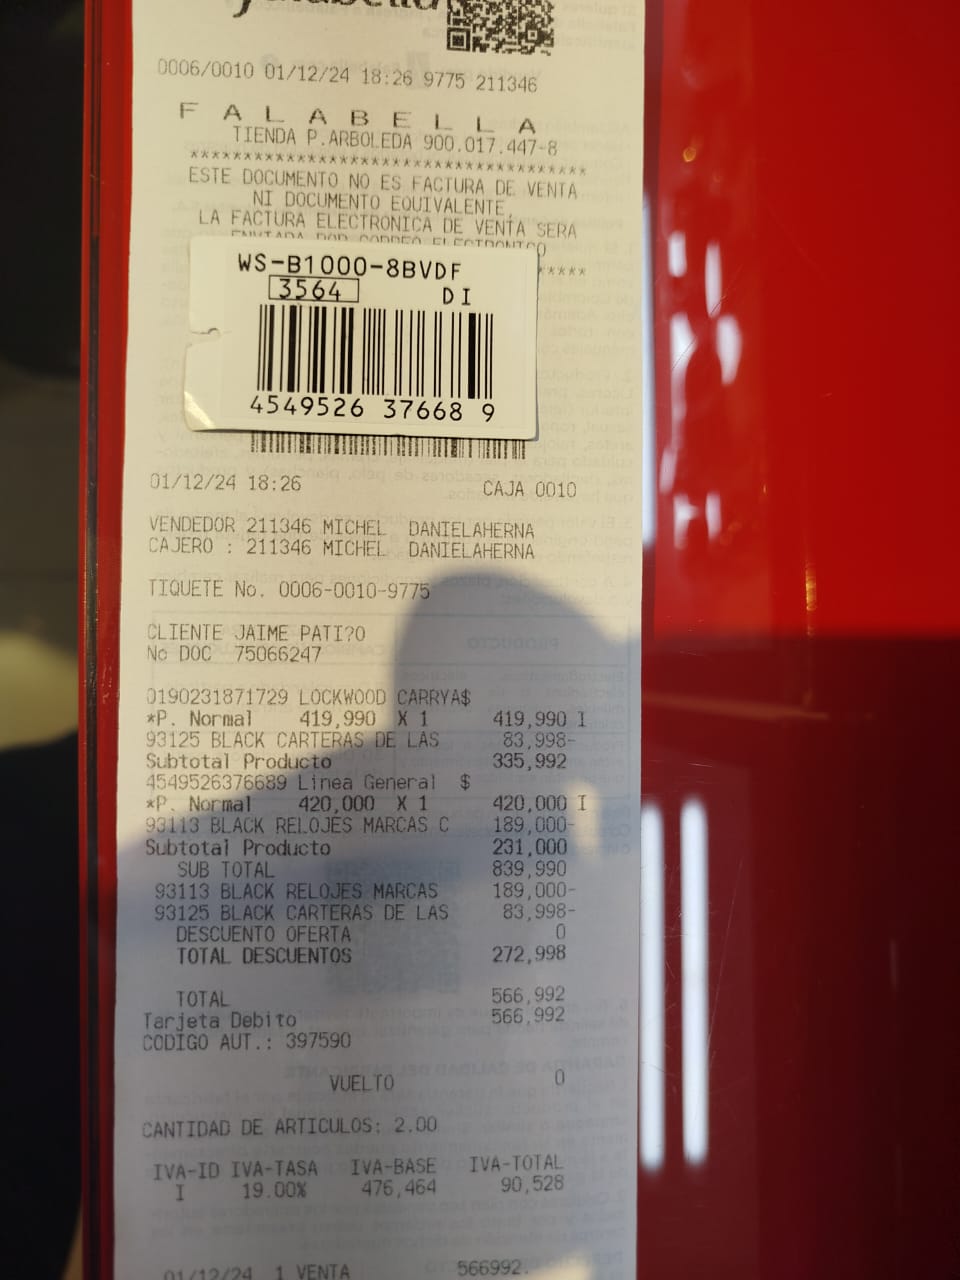 0006/0010 01/12/24 18:26 9775 211346
F A L A B E L L A
TIENDA P.ARBOLEDA 900.017.447-8
***************************************
ESTE DOCUMENTO NO ES FACTURA DE VENTA
NI DOCUMENTO EQUIVALENTE,
LA FACTURA ELECTRONICA DE VENTA SERA
ENVIADA POR CORREO ELECTRONICO
*****
WS-B1000-8BVDF
3564 DI
4549526 37668 9
01/12/24 18:26 CAJA 0010
VENDEDOR 211346 MICHEL DANIELAHERNA
CAJERO : 211346 MICHEL DANIELAHERNA
TIQUETE No. 0006-0010-9775
CLIENTE JAIME PATI?O
No DOC 75066247
0190231871729 LOCKWOOD CARRYA$
*P. Normal 419,990 X 1 419,990 I
93125 BLACK CARTERAS DE LAS 83,998-
Subtotal Producto 335,992
4549526376689 Linea General $
*P. Normal 420,000 X 1 420,000 I
93113 BLACK RELOJES MARCAS C 189,000-
Subtotal Producto 231,000
SUB TOTAL 839,990
93113 BLACK RELOJES MARCAS 189,000-
93125 BLACK CARTERAS DE LAS 83,998-
DESCUENTO OFERTA 0
TOTAL DESCUENTOS 272,998
TOTAL 566,992
Tarjeta Debito 566,992
CODIGO AUT.: 397590
VUELTO 0
CANTIDAD DE ARTICULOS: 2.00
IVA-ID IVA-TASA IVA-BASE IVA-TOTAL
I 19.00% 476,464 90,528
01/12/24 1 VENTA 566992.